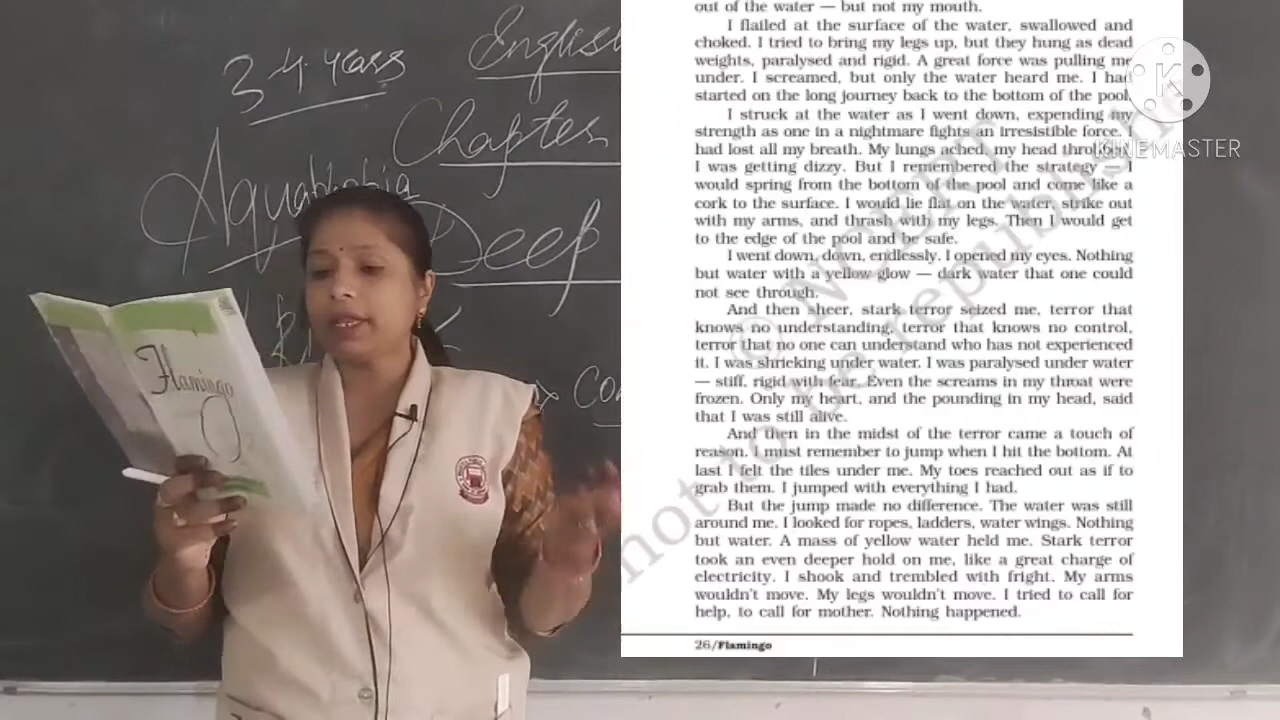 3-4 years
English
Chapter
Aquaphobia
Deep
Flamingo
out of the water — but not my mouth.
I flailed at the surface of the water, swallowed and
choked. I tried to bring my legs up, but they hung as dead
weights, paralysed and rigid. A great force was pulling me
under. I screamed, but only the water heard me. I had
started on the long journey back to the bottom of the pool.
I struck at the water as I went down, expending my
strength as one in a nightmare fights an irresistible force. I
had lost all my breath. My lungs ached, my head throbbed.
I was getting dizzy. But I remembered the strategy — I
would spring from the bottom of the pool and come like a
cork to the surface. I would lie flat on the water, strike out
with my arms, and thrash with my legs. Then I would get
to the edge of the pool and be safe.
I went down, down, endlessly. I opened my eyes. Nothing
but water with a yellow glow — dark water that one could
not see through.
And then sheer, stark terror seized me, terror that
knows no understanding, terror that knows no control,
terror that no one can understand who has not experienced
it. I was shrieking under water. I was paralysed under water
— stiff, rigid with fear. Even the screams in my throat were
frozen. Only my heart, and the pounding in my head, said
that I was still alive.
And then in the midst of the terror came a touch of
reason. I must remember to jump when I hit the bottom. At
last I felt the tiles under me. My toes reached out as if to
grab them. I jumped with everything I had.
But the jump made no difference. The water was still
around me. I looked for ropes, ladders, water wings. Nothing
but water. A mass of yellow water held me. Stark terror
took an even deeper hold on me, like a great charge of
electricity. I shook and trembled with fright. My arms
wouldn't move. My legs wouldn't move. I tried to call for
help, to call for mother. Nothing happened.
26/Flamingo
© NCERT
not to be republished
K
KINEMASTER